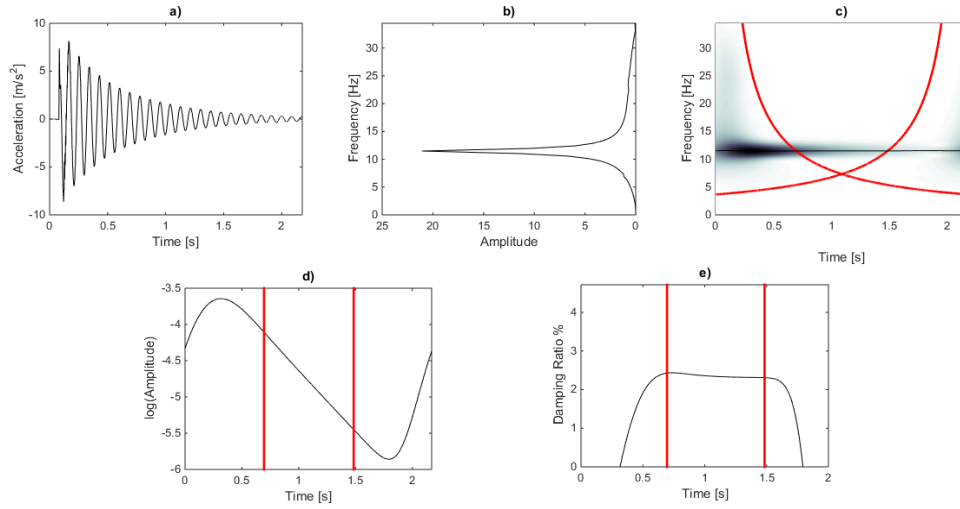 a)
Acceleration [m/s²]
10
5
0
-5
-10
0 0.5 1 1.5 2
Time [s]
b)
Frequency [Hz]
30
25
20
15
10
5
0
25 20 15 10 5 0
Amplitude
c)
Frequency [Hz]
30
25
20
15
10
5
0
0 0.5 1 1.5 2
Time [s]
d)
log(Amplitude)
-3.5
-4
-4.5
-5
-5.5
-6
0 0.5 1 1.5 2
Time [s]
e)
Damping Ratio %
4
3
2
1
0
0 0.5 1 1.5 2
Time [s]